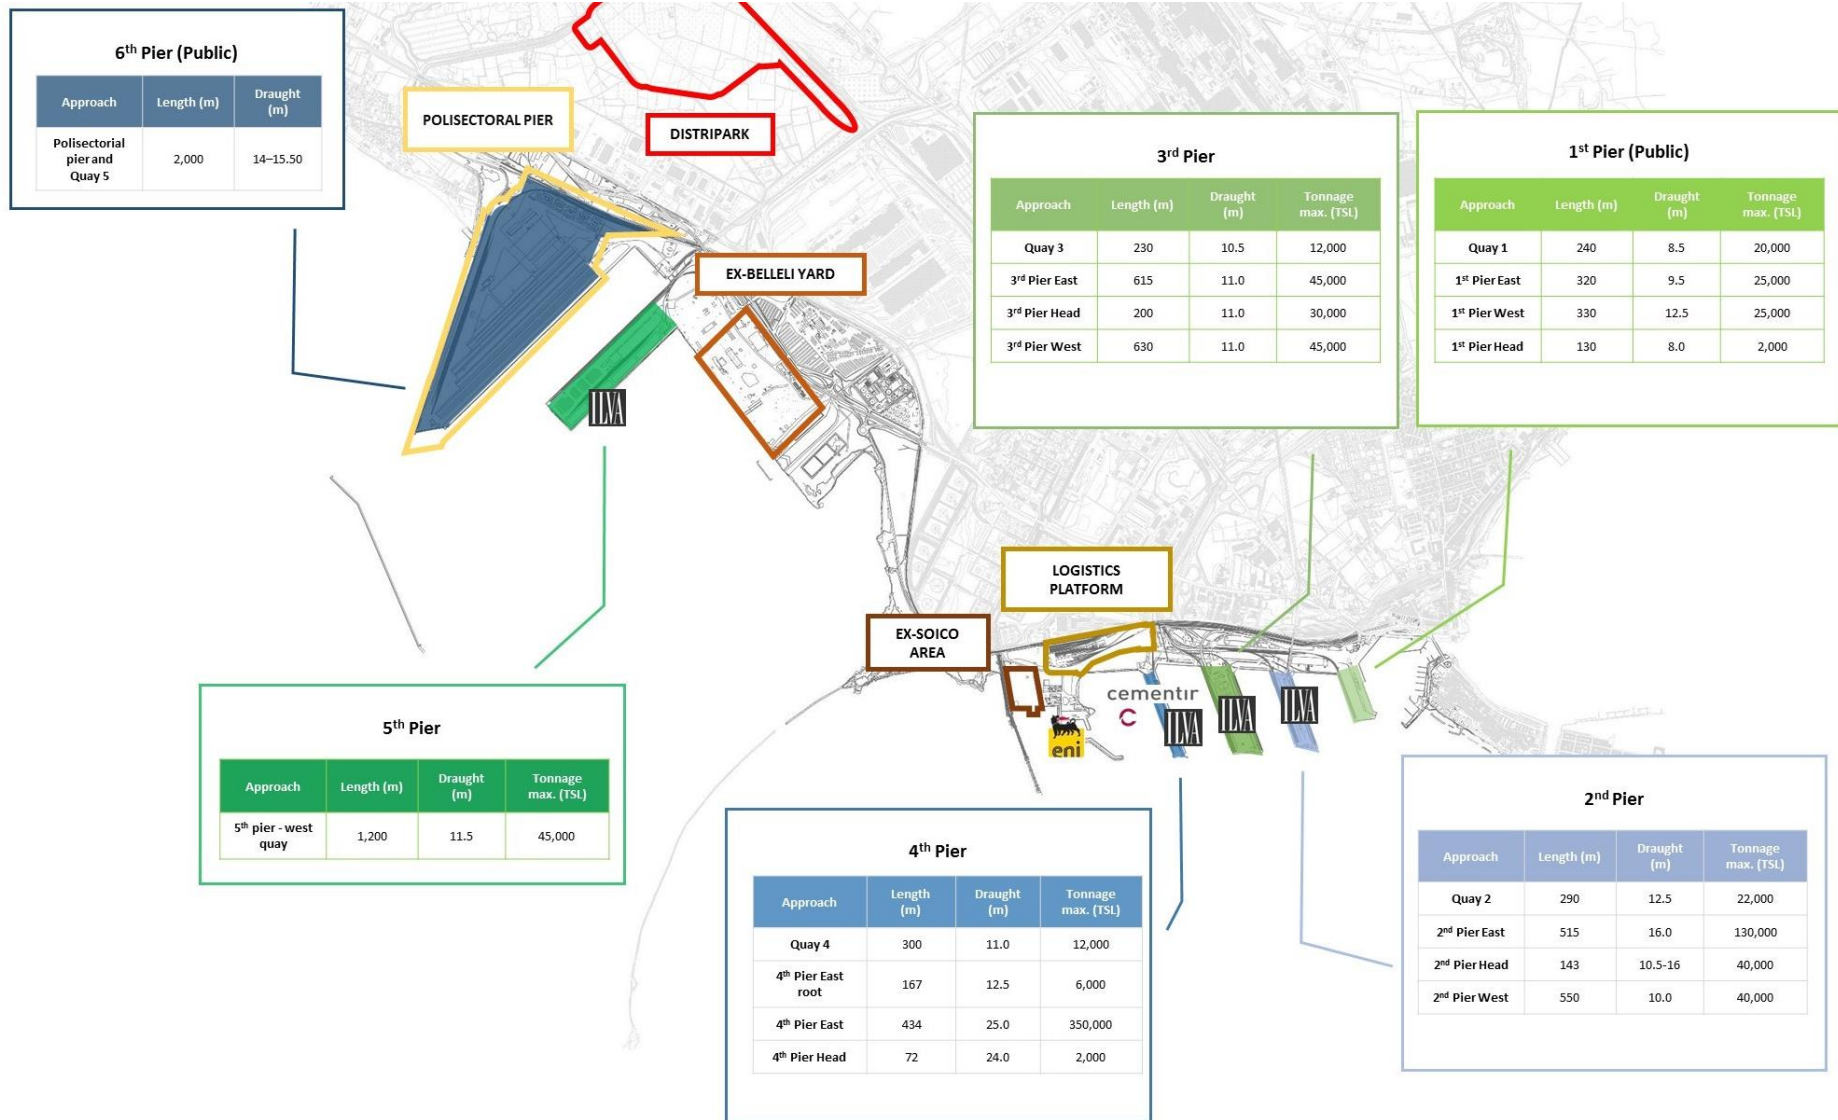 6th Pier (Public)
Approach Length (m) Draught (m)
Polisectorial pier and Quay 5 2,000 14–15.50
POLISECTORAL PIER
DISTRIPARK
EX-BELLELI YARD
3rd Pier
Approach Length (m) Draught (m) Tonnage max. (TSL)
Quay 3 230 10.5 12,000
3rd Pier East 615 11.0 45,000
3rd Pier Head 200 11.0 30,000
3rd Pier West 630 11.0 45,000
1st Pier (Public)
Approach Length (m) Draught (m) Tonnage max. (TSL)
Quay 1 240 8.5 20,000
1st Pier East 320 9.5 25,000
1st Pier West 330 12.5 25,000
1st Pier Head 130 8.0 2,000
ILVA
LOGISTICS
PLATFORM
EX-SOICO
AREA
cementir
eni
ILVA
ILVA
ILVA
5th Pier
Approach Length (m) Draught (m) Tonnage max. (TSL)
5th pier - west quay 1,200 11.5 45,000
4th Pier
Approach Length (m) Draught (m) Tonnage max. (TSL)
Quay 4 300 11.0 12,000
4th Pier East root 167 12.5 6,000
4th Pier East 434 25.0 350,000
4th Pier Head 72 24.0 2,000
2nd Pier
Approach Length (m) Draught (m) Tonnage max. (TSL)
Quay 2 290 12.5 22,000
2nd Pier East 515 16.0 130,000
2nd Pier Head 143 10.5-16 40,000
2nd Pier West 550 10.0 40,000